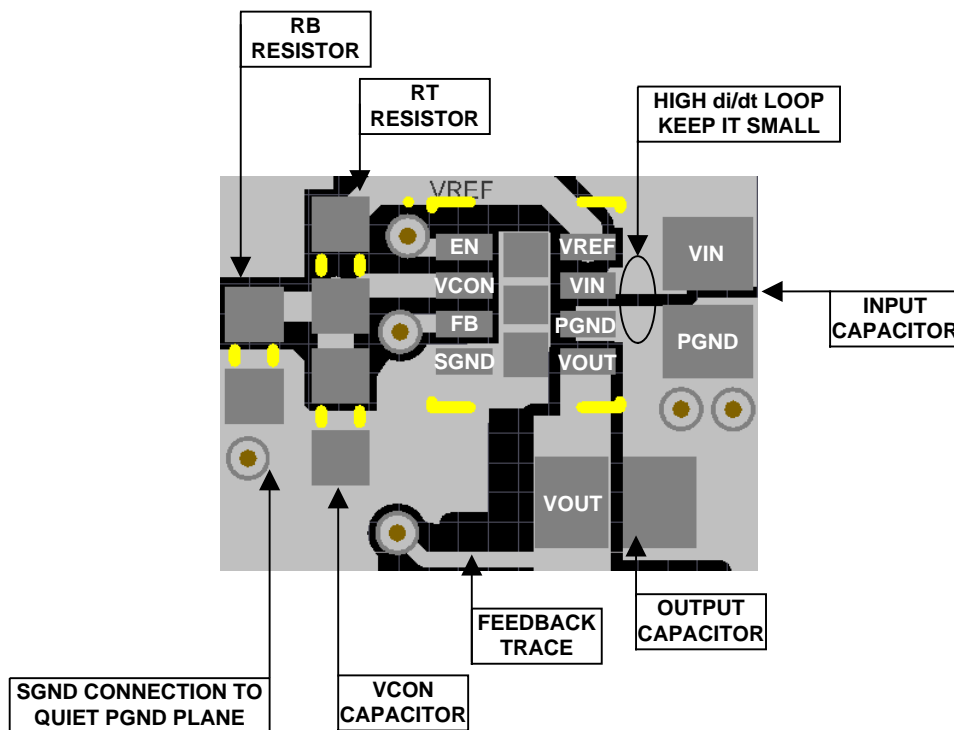 RB
RESISTOR
RT
RESISTOR
HIGH di/dt LOOP
KEEP IT SMALL
VREF
EN
VREF
VIN
VCON
VIN
INPUT
CAPACITOR
FB
PGND
PGND
SGND
VOUT
VOUT
FEEDBACK
TRACE
OUTPUT
CAPACITOR
SGND CONNECTION TO
QUIET PGND PLANE
VCON
CAPACITOR